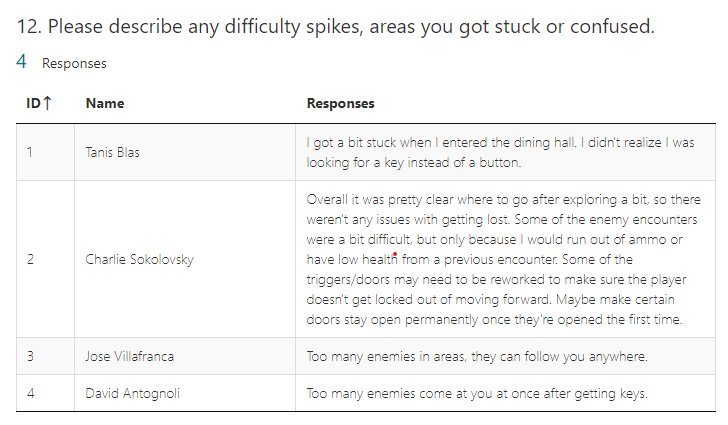 12. Please describe any difficulty spikes, areas you got stuck or confused.
4 Responses
ID↑ Name Responses
1 Tanis Blas I got a bit stuck when I entered the dining hall. I didn't realize I was
looking for a key instead of a button.
2 Charlie Sokolovsky Overall it was pretty clear where to go after exploring a bit, so there
weren't any issues with getting lost. Some of the enemy encounters
were a bit difficult, but only because I would run out of ammo or
have low health from a previous encounter. Some of the
triggers/doors may need to be reworked to make sure the player
doesn't get locked out of moving forward. Maybe make certain
doors stay open permanently once they're opened the first time.
3 Jose Villafranca Too many enemies in areas, they can follow you anywhere.
4 David Antognoli Too many enemies come at you at once after getting keys.